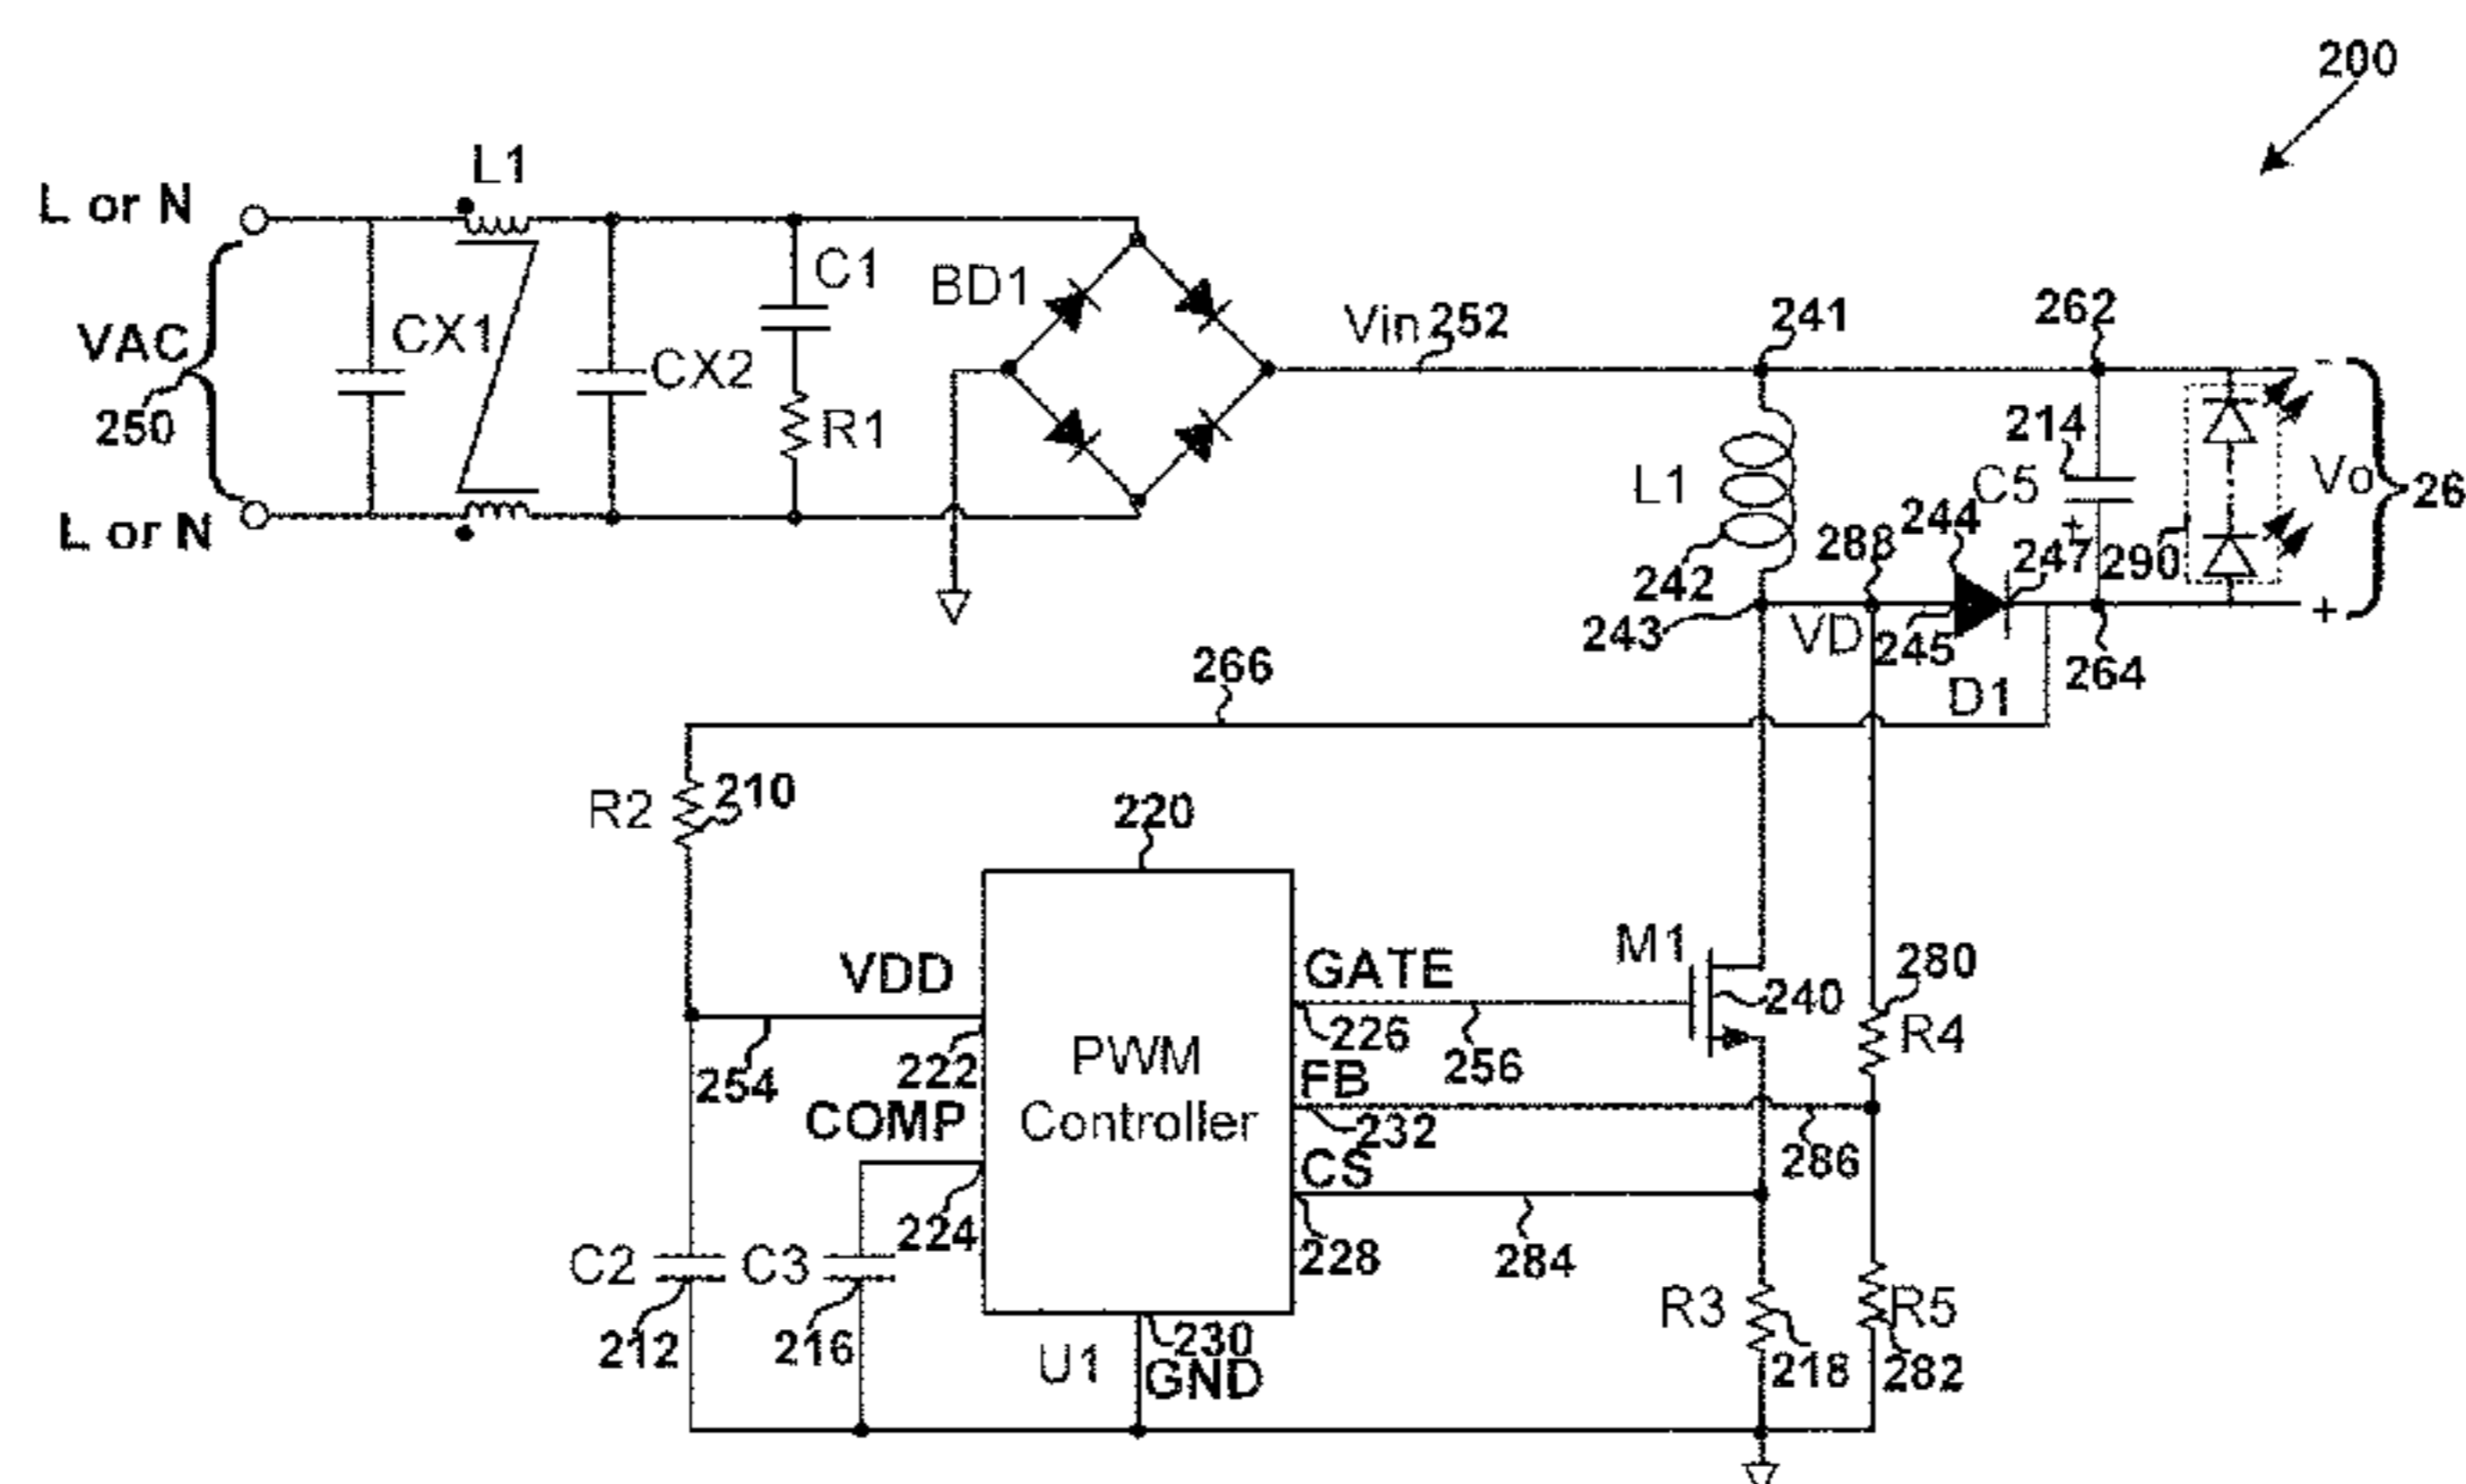 200
L1
L or N
C1
BD1
Vin 252
241
262
-
VAC
CX1
CX2
250
R1
214
L1
C5
Vo
26
244
+
L or N
288
247
290
242
243
VD
245
+
264
266
D1
R2
210
220
M1
280
VDD
GATE
240
226
R4
222
PWM
Controller
256
254
FB
COMP
232
286
CS
224
228
284
C2
C3
R3
R5
212
216
230
218
282
U1
GND